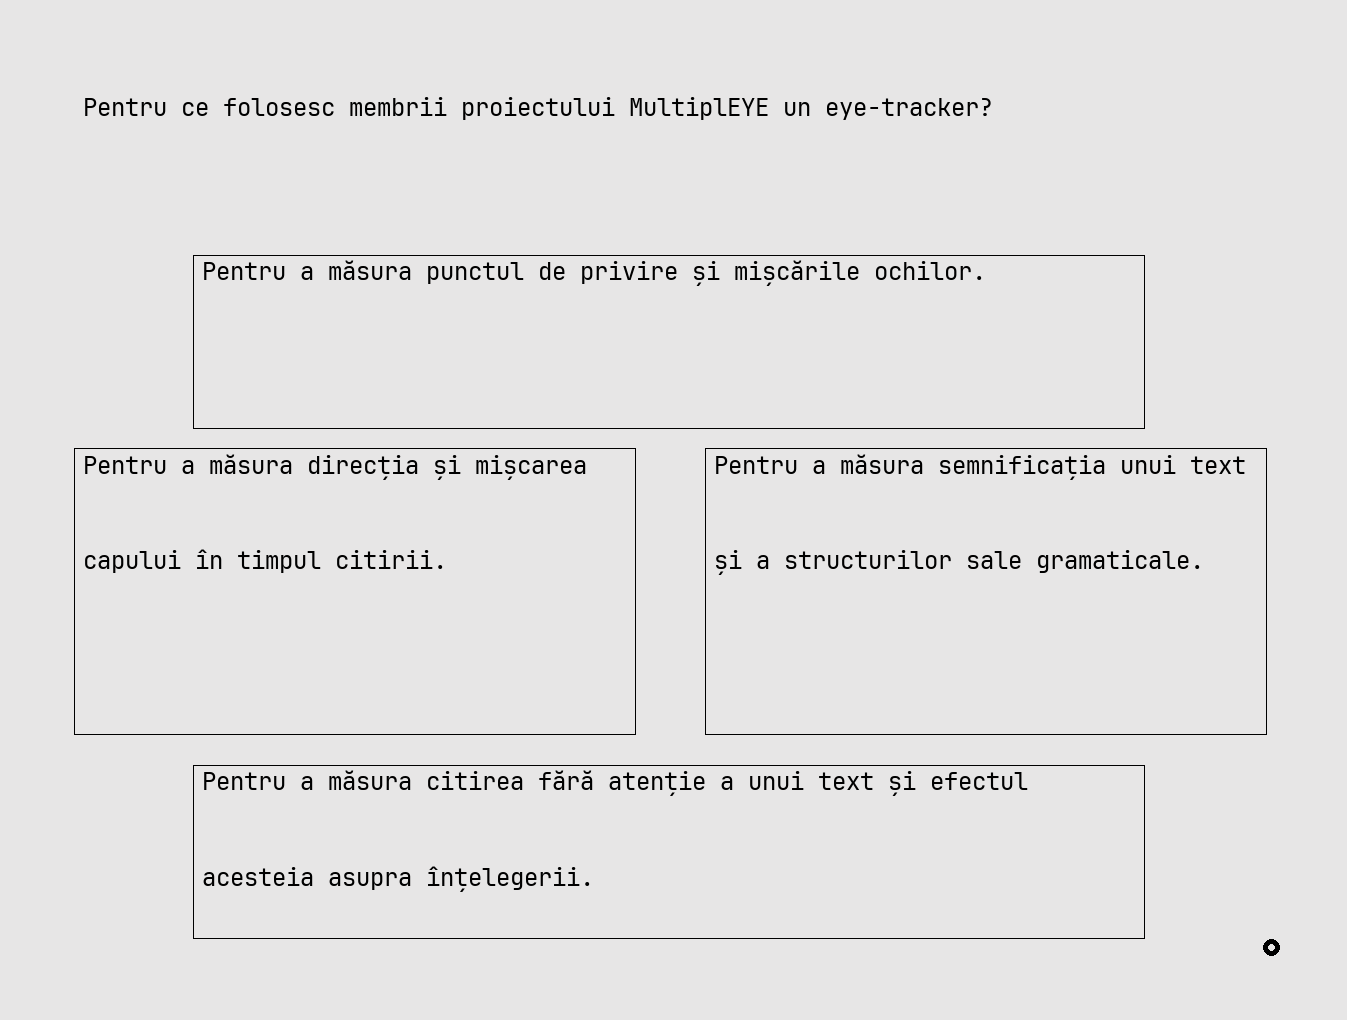 Pentru ce folosesc membrii proiectului MultiplEYE un eye-tracker?
Pentru a măsura punctul de privire și mișcările ochilor.
Pentru a măsura direcția și mișcarea
capului în timpul citirii.
Pentru a măsura semnificația unui text
și a structurilor sale gramaticale.
Pentru a măsura citirea fără atenție a unui text și efectul
acesteia asupra înțelegerii.